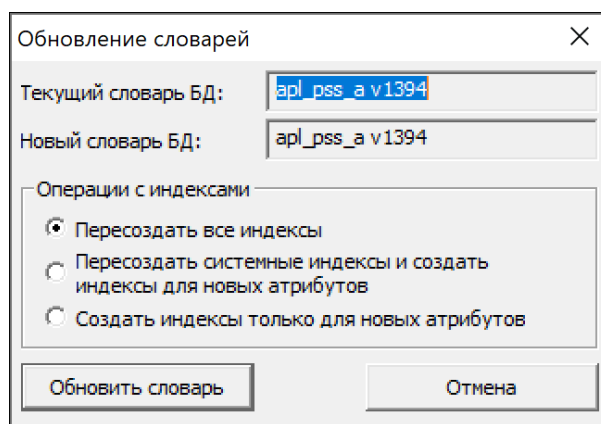 Обновление словарей
Текущий словарь БД: apl_pss_a v1394
Новый словарь БД: apl_pss_a v1394
Операции с индексами
Пересоздать все индексы
Пересоздать системные индексы и создать
индексы для новых атрибутов
Создать индексы только для новых атрибутов
Обновить словарь Отмена